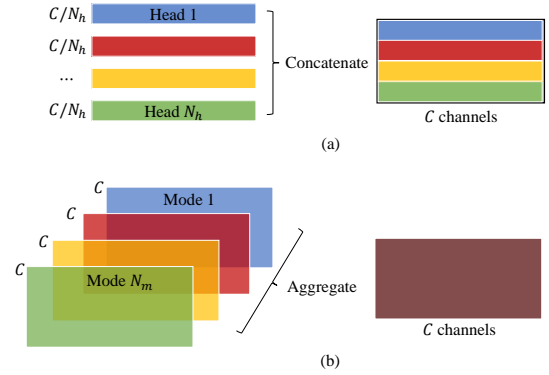 C/N_h Head 1
C/N_h
...
C/N_h Head N_h
Concatenate
C channels
(a)
C Mode 1
C
C
C Mode N_m
Aggregate
C channels
(b)